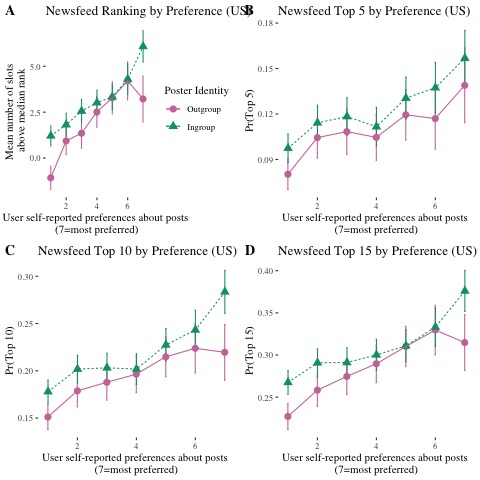 A
Newsfeed Ranking by Preference (US)
Mean number of slots
above median rank
5.0
2.5
0.0
2
4
6
User self-reported preferences about posts
(7=most preferred)
Poster Identity
Outgroup
Ingroup
B
Newsfeed Top 5 by Preference (US)
Pr(Top 5)
0.18
0.15
0.12
0.09
2
4
6
User self-reported preferences about posts
(7=most preferred)
C
Newsfeed Top 10 by Preference (US)
Pr(Top 10)
0.30
0.25
0.20
0.15
2
4
6
User self-reported preferences about posts
(7=most preferred)
D
Newsfeed Top 15 by Preference (US)
Pr(Top 15)
0.40
0.35
0.30
0.25
2
4
6
User self-reported preferences about posts
(7=most preferred)